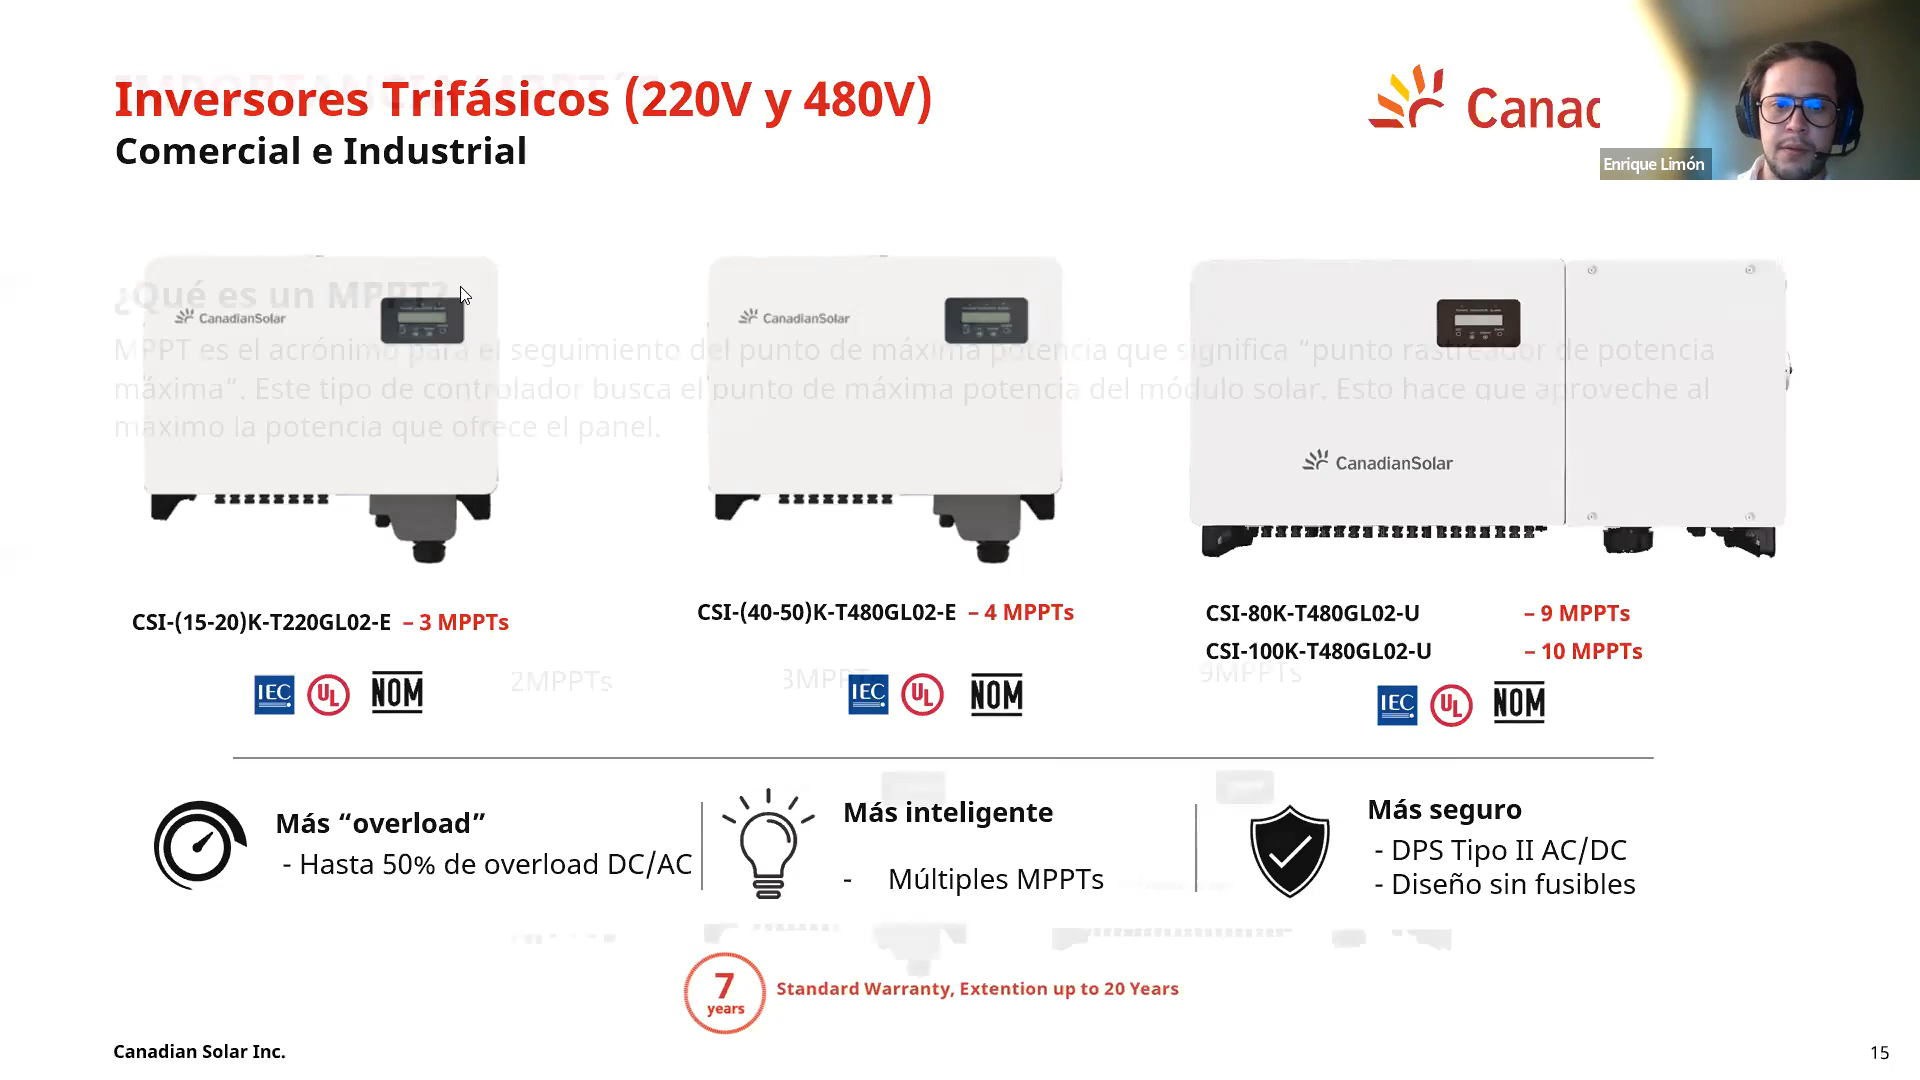 Inversores Trifásicos (220V y 480V)
Comercial e Industrial
Canad
Enrique Limón
¿Qué es un MPPT?
CanadianSolar
CanadianSolar
MPPT es el acrónimo para el seguimiento del punto de máxima potencia que significa “punto rastreador de potencia
máxima”. Este tipo de controlador busca el punto de máxima potencia del módulo solar. Esto hace que aproveche al
máximo la potencia que ofrece el panel.
CanadianSolar
CSI-(15-20)K-T220GL02-E – 3 MPPTs
CSI-(40-50)K-T480GL02-E – 4 MPPTs
CSI-80K-T480GL02-U – 9 MPPTs
CSI-100K-T480GL02-U – 10 MPPTs
2MPPTs
3MPPT
9MPPTs
IEC UL NOM
IEC UL NOM
IEC UL NOM
Más “overload”
- Hasta 50% de overload DC/AC
Más inteligente
- Múltiples MPPTs
Más seguro
- DPS Tipo II AC/DC
- Diseño sin fusibles
7
years
Standard Warranty, Extention up to 20 Years
Canadian Solar Inc.
15